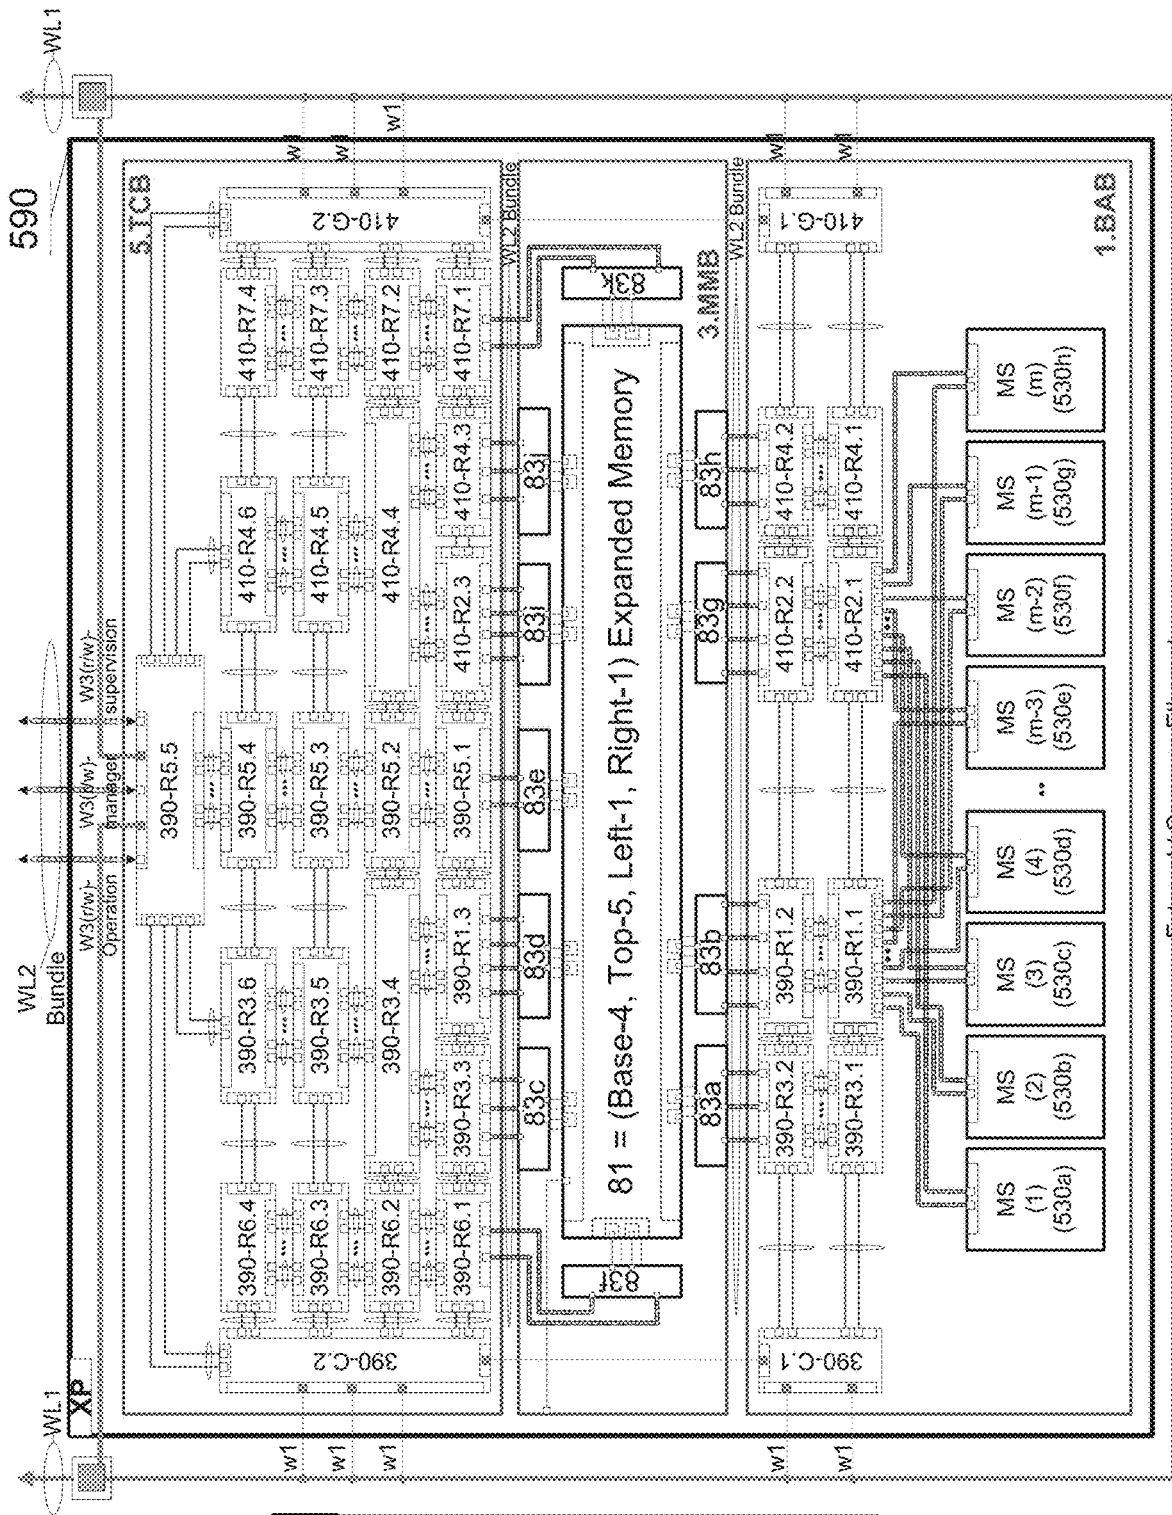 590
WL1
WL2
Bundle
WL1
XP
W3(r/w)-
Operation
W3(r/w)-
manager
W3(r/w)-
supervision
5.TCB
390-R5.5
390-C.2
390-R6.4
390-R3.6
390-R5.4
410-R4.6
410-R7.4
410-G.2
390-R6.3
390-R3.5
390-R5.3
410-R4.5
410-R7.3
390-R6.2
390-R3.4
390-R5.2
410-R4.4
410-R7.2
390-R6.1
390-R3.3
390-R1.3
390-R5.1
410-R2.3
410-R4.3
410-R7.1
w1
w1
w1
w1
WL2 Bundle
83c
83d
83e
83i
83j
83f
81 = (Base-4, Top-5, Left-1, Right-1) Expanded Memory
83k
83a
83b
83g
83h
3.MMB
WL2 Bundle
390-C.1
390-R3.2
390-R1.2
410-R2.2
410-R4.2
410-G.1
390-R3.1
390-R1.1
410-R2.1
410-R4.1
w1
w1
1.BAB
MS
(1)
(530a)
MS
(2)
(530b)
MS
(3)
(530c)
MS
(4)
(530d)
MS
(m-3)
(530e)
MS
(m-2)
(530f)
MS
(m-1)
(530g)
MS
(m)
(530h)